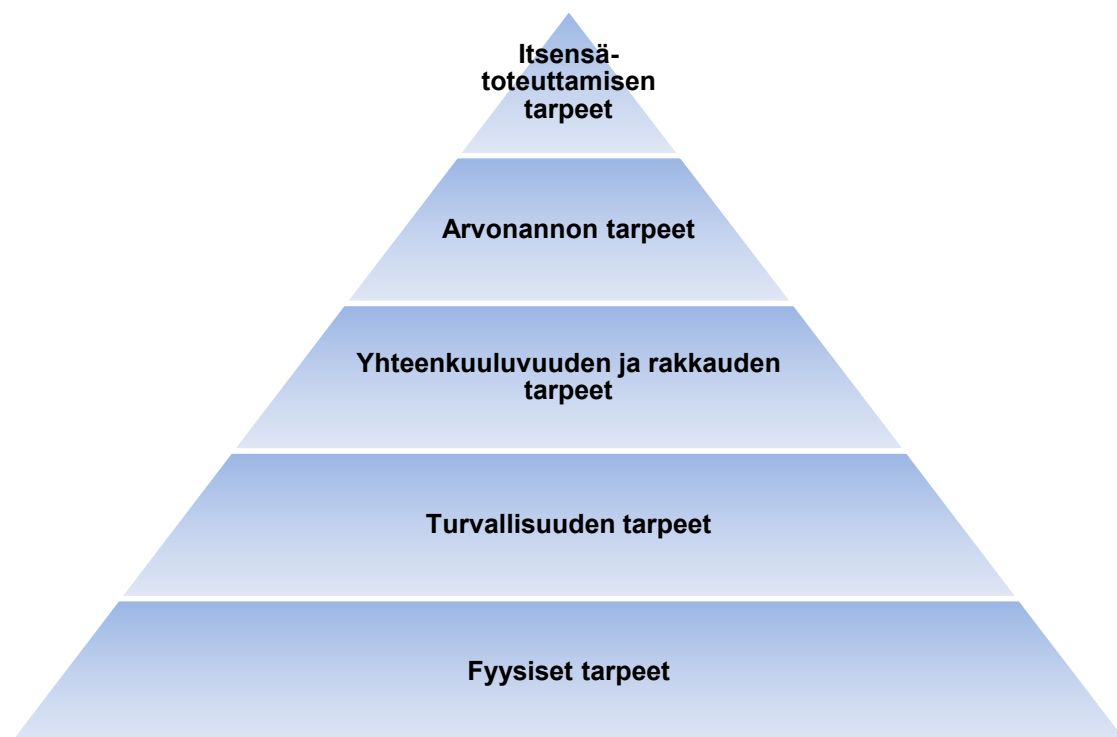 Itsensä-
toteuttamisen
tarpeet
Arvonannon tarpeet
Yhteenkuuluvuuden ja rakkauden
tarpeet
Turvallisuuden tarpeet
Fyysiset tarpeet